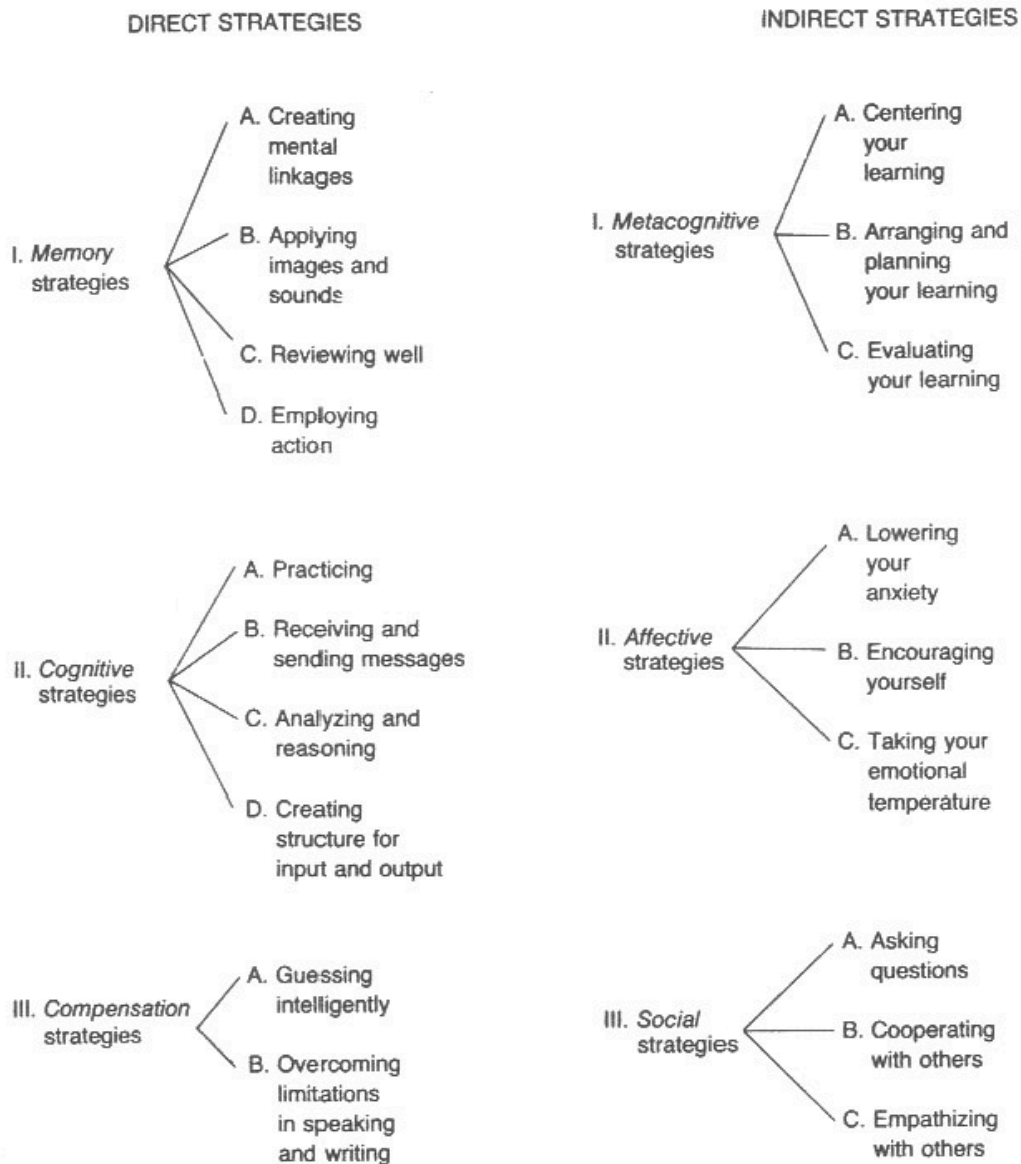 DIRECT STRATEGIES
I. Memory
strategies
A. Creating
mental
linkages
B. Applying
images and
sounds
C. Reviewing well
D. Employing
action
II. Cognitive
strategies
A. Practicing
B. Receiving and
sending messages
C. Analyzing and
reasoning
D. Creating
structure for
input and output
III. Compensation
strategies
A. Guessing
intelligently
B. Overcoming
limitations
in speaking
and writing
INDIRECT STRATEGIES
I. Metacognitive
strategies
A. Centering
your
learning
B. Arranging and
planning
your learning
C. Evaluating
your learning
II. Affective
strategies
A. Lowering
your
anxiety
B. Encouraging
yourself
C. Taking your
emotional
temperature
III. Social
strategies
A. Asking
questions
B. Cooperating
with others
C. Empathizing
with others